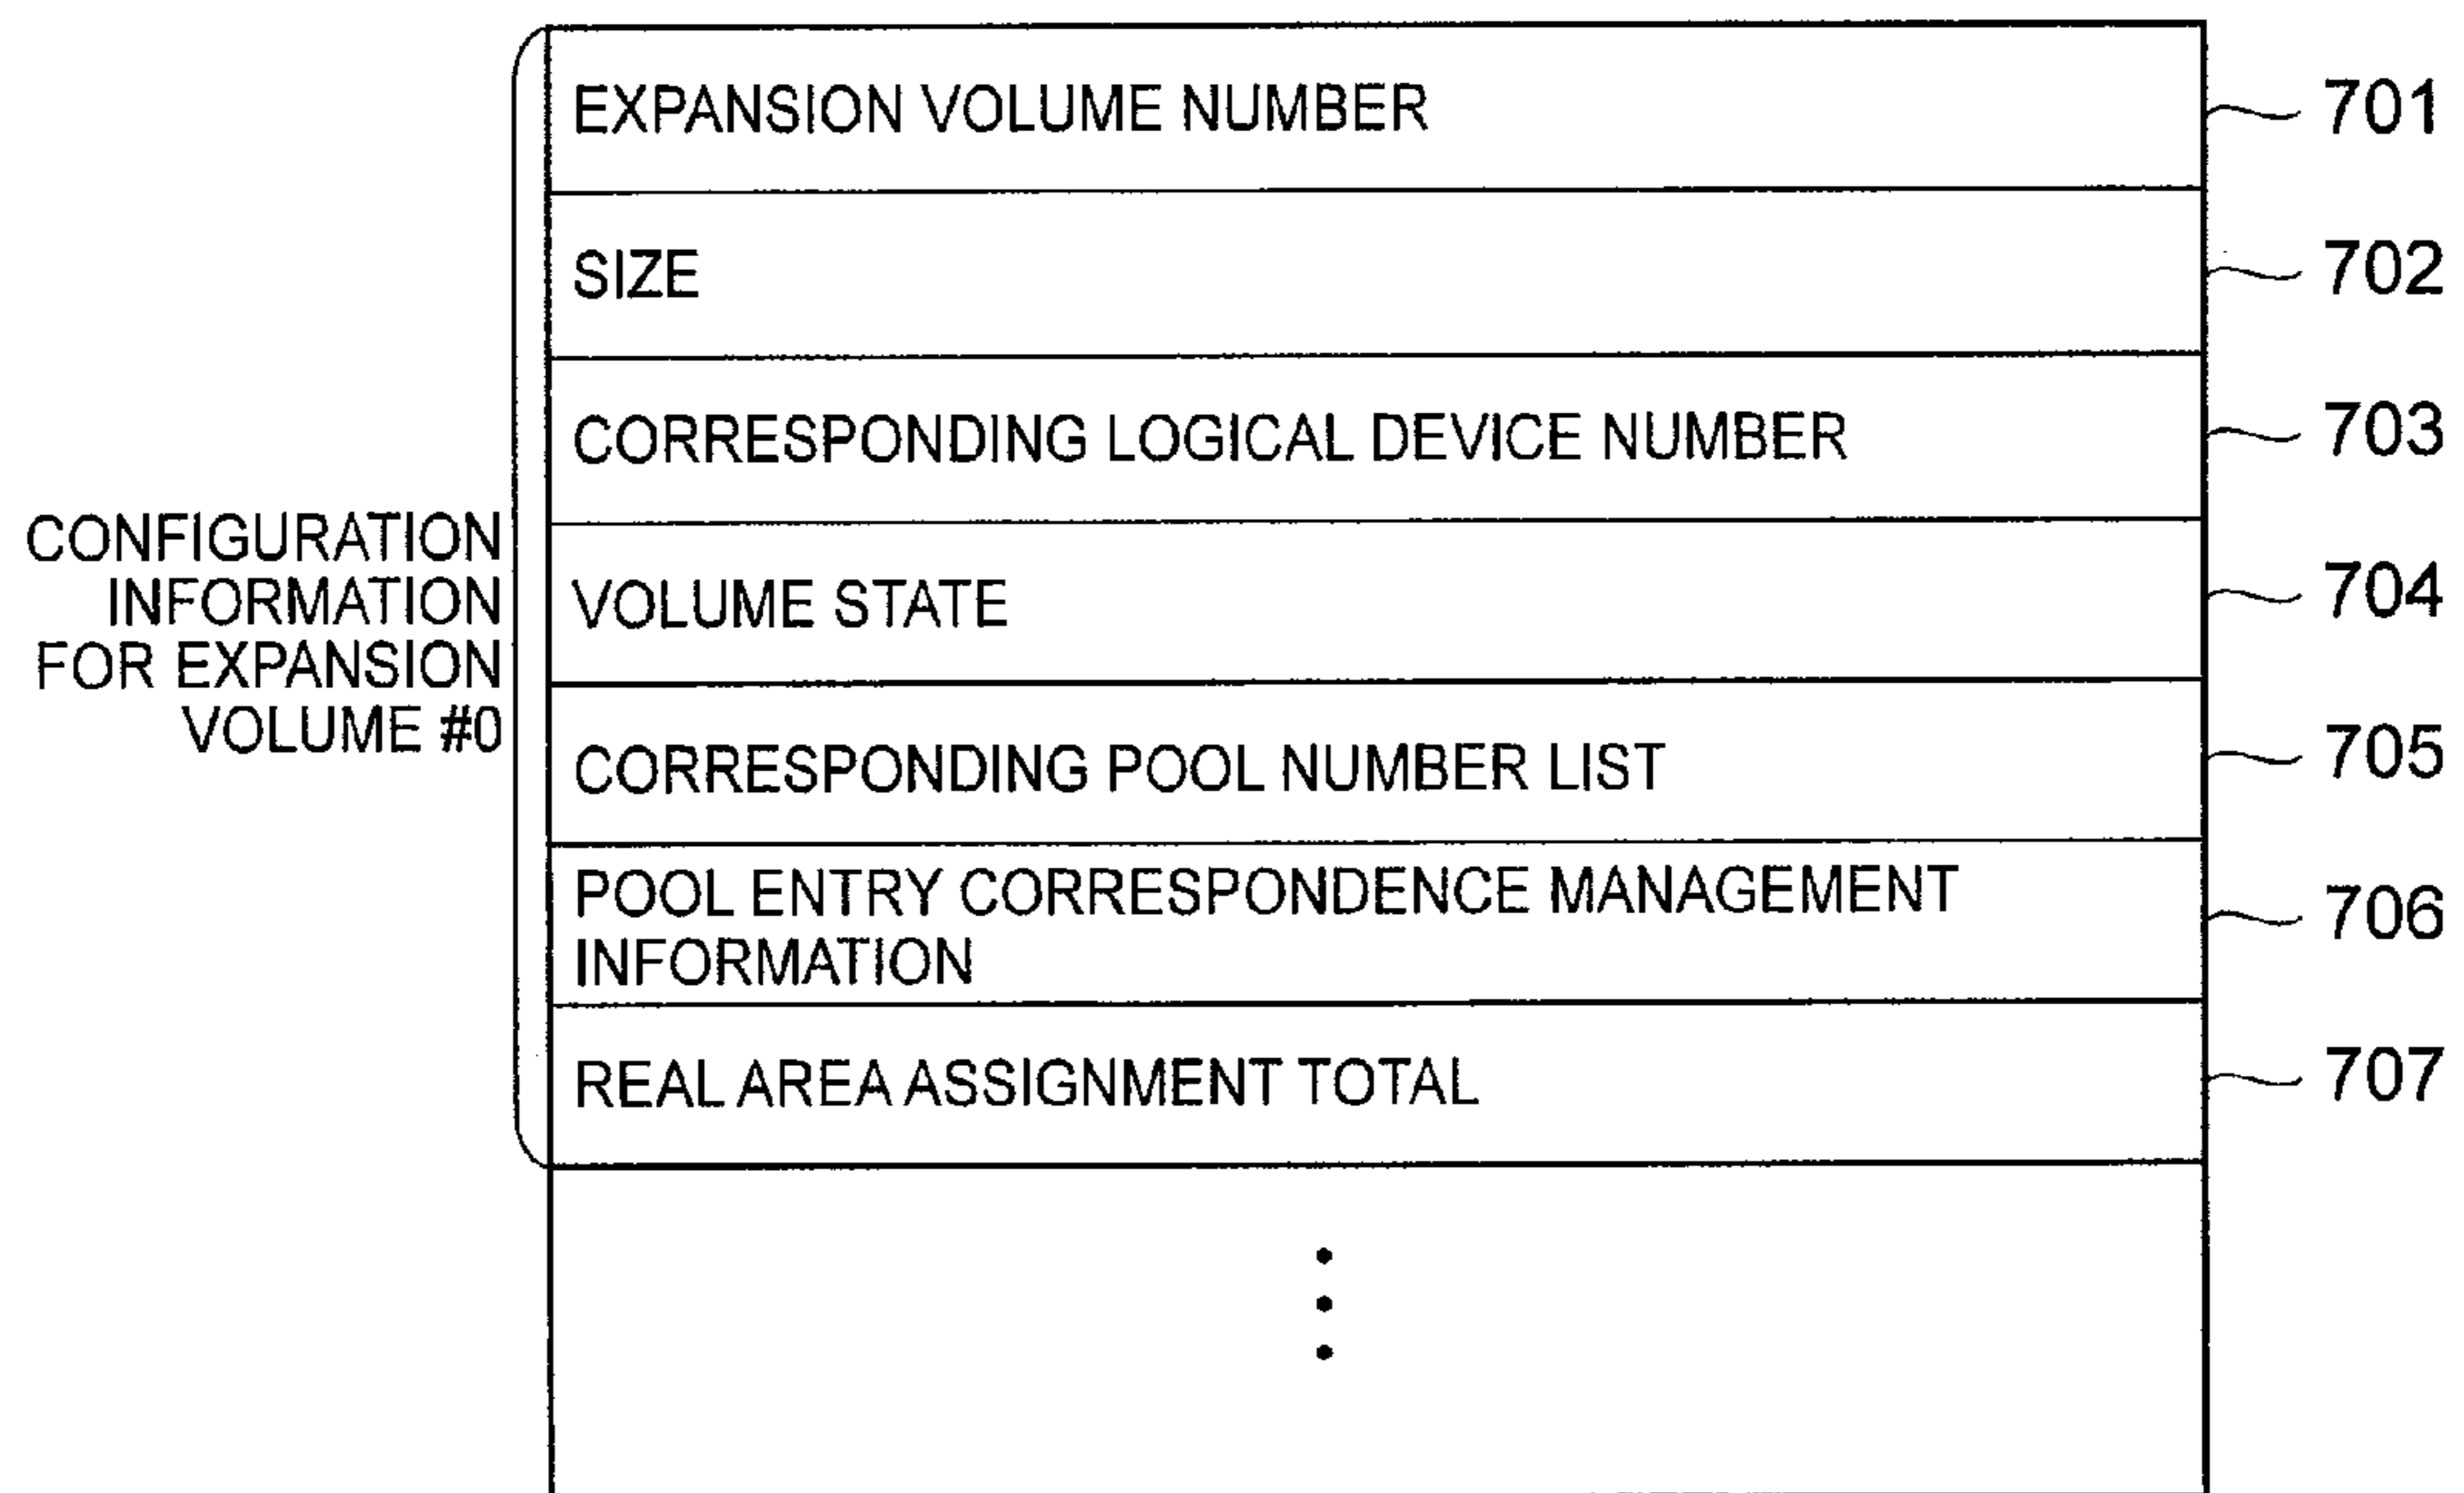 EXPANSION VOLUME NUMBER 701
SIZE 702
CORRESPONDING LOGICAL DEVICE NUMBER 703
CONFIGURATION
INFORMATION
FOR EXPANSION
VOLUME #0
VOLUME STATE 704
CORRESPONDING POOL NUMBER LIST 705
POOL ENTRY CORRESPONDENCE MANAGEMENT
INFORMATION 706
REAL AREA ASSIGNMENT TOTAL 707